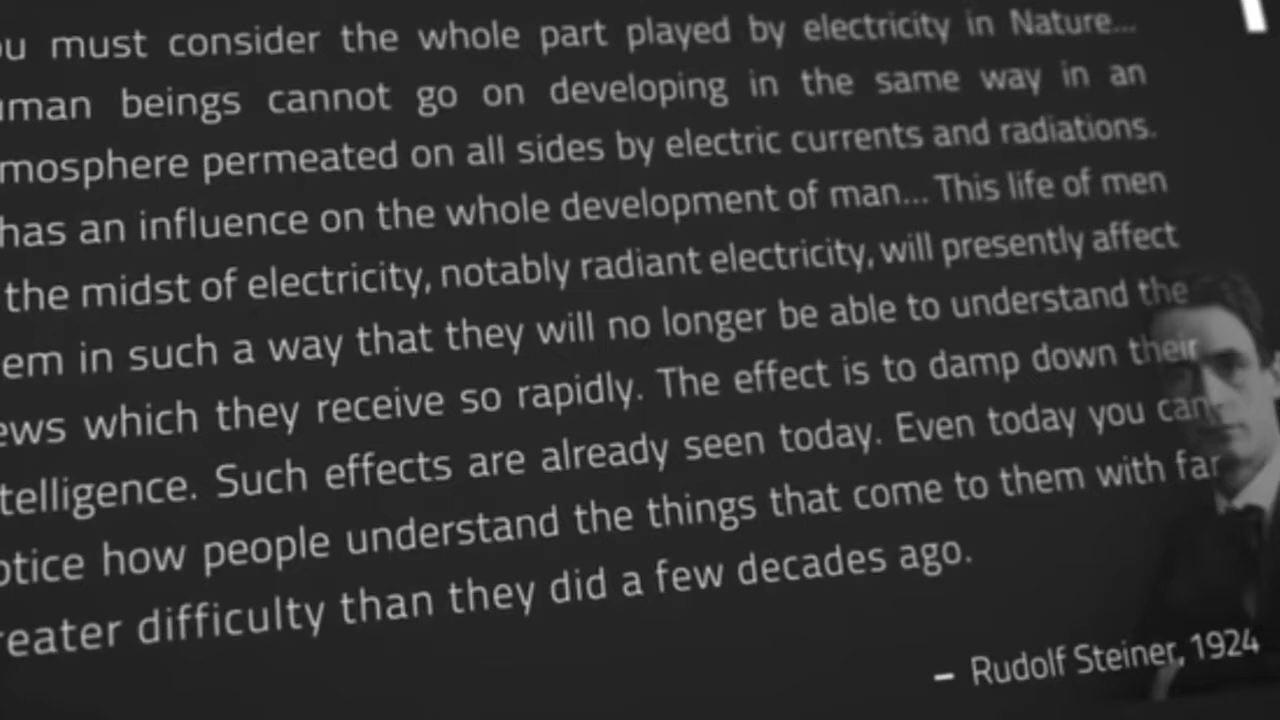 ou must consider the whole part played by electricity in Nature...
uman beings cannot go on developing in the same way in an
mosphere permeated on all sides by electric currents and radiations.
has an influence on the whole development of man... This life of men
the midst of electricity, notably radiant electricity, will presently affect
em in such a way that they will no longer be able to understand the
ews which they receive so rapidly. The effect is to damp down their
telligence. Such effects are already seen today. Even today you can
otice how people understand the things that come to them with far
reater difficulty than they did a few decades ago.
– Rudolf Steiner, 1924